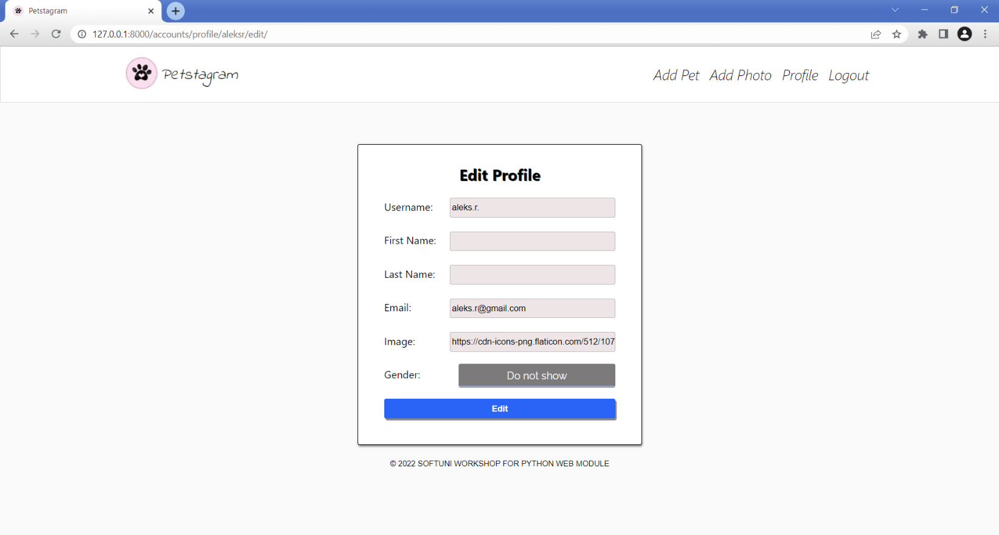 Petstagram
127.0.0.1:8000/accounts/profile/aleksr/edit/
Petstagram
Add Pet Add Photo Profile Logout
Edit Profile
Username: aleks.r.
First Name:
Last Name:
Email: aleks.r@gmail.com
Image: https://cdn-icons-png.flaticon.com/512/107
Gender: Do not show
Edit
© 2022 SOFTUNI WORKSHOP FOR PYTHON WEB MODULE